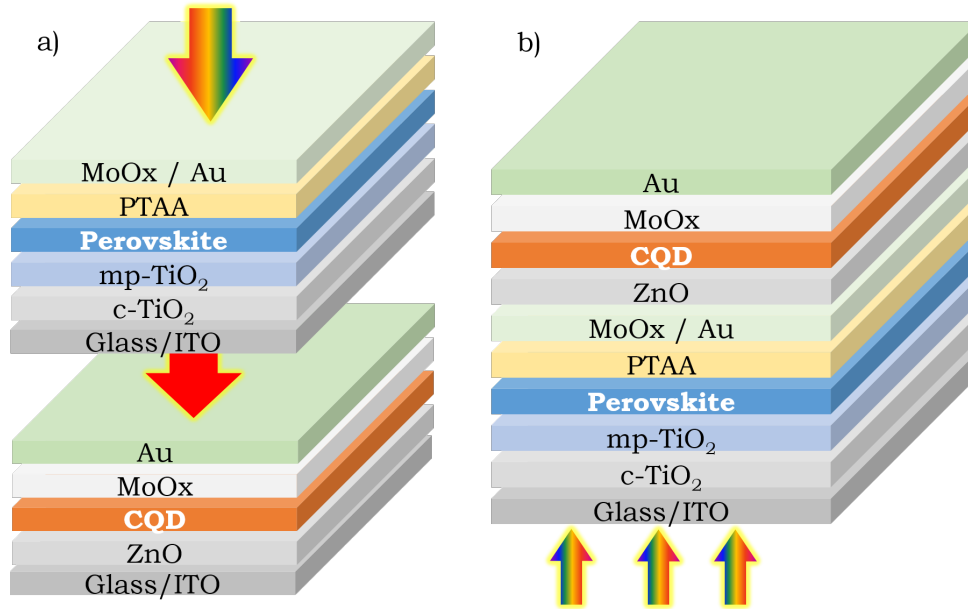 a)
MoOx / Au
PTAA
Perovskite
mp-TiO₂
c-TiO₂
Glass/ITO
Au
MoOx
CQD
ZnO
Glass/ITO
b)
Au
MoOx
CQD
ZnO
MoOx / Au
PTAA
Perovskite
mp-TiO₂
c-TiO₂
Glass/ITO